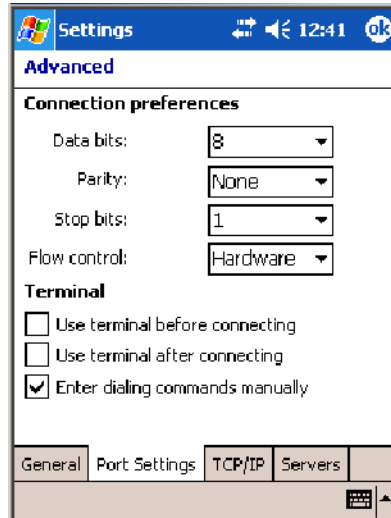 Settings 12:41 ok
Advanced
Connection preferences
Data bits: 8
Parity: None
Stop bits: 1
Flow control: Hardware
Terminal
Use terminal before connecting
Use terminal after connecting
Enter dialing commands manually
General Port Settings TCP/IP Servers